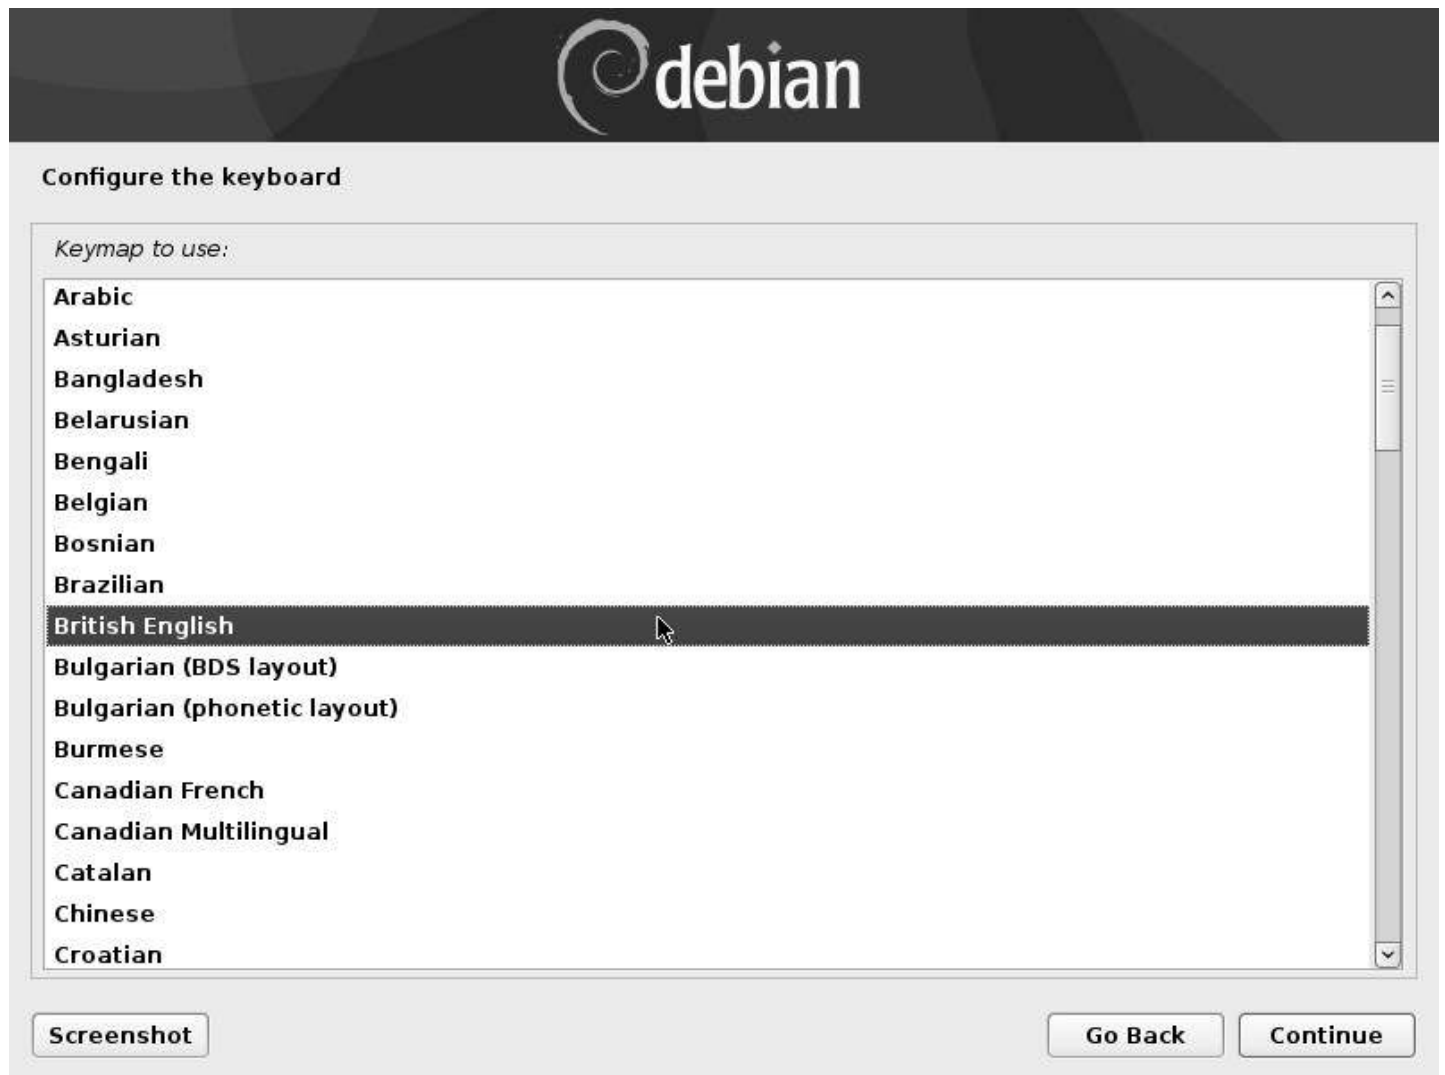 debian
Configure the keyboard
Keymap to use:
Arabic
Asturian
Bangladesh
Belarusian
Bengali
Belgian
Bosnian
Brazilian
British English
Bulgarian (BDS layout)
Bulgarian (phonetic layout)
Burmese
Canadian French
Canadian Multilingual
Catalan
Chinese
Croatian
Screenshot Go Back Continue